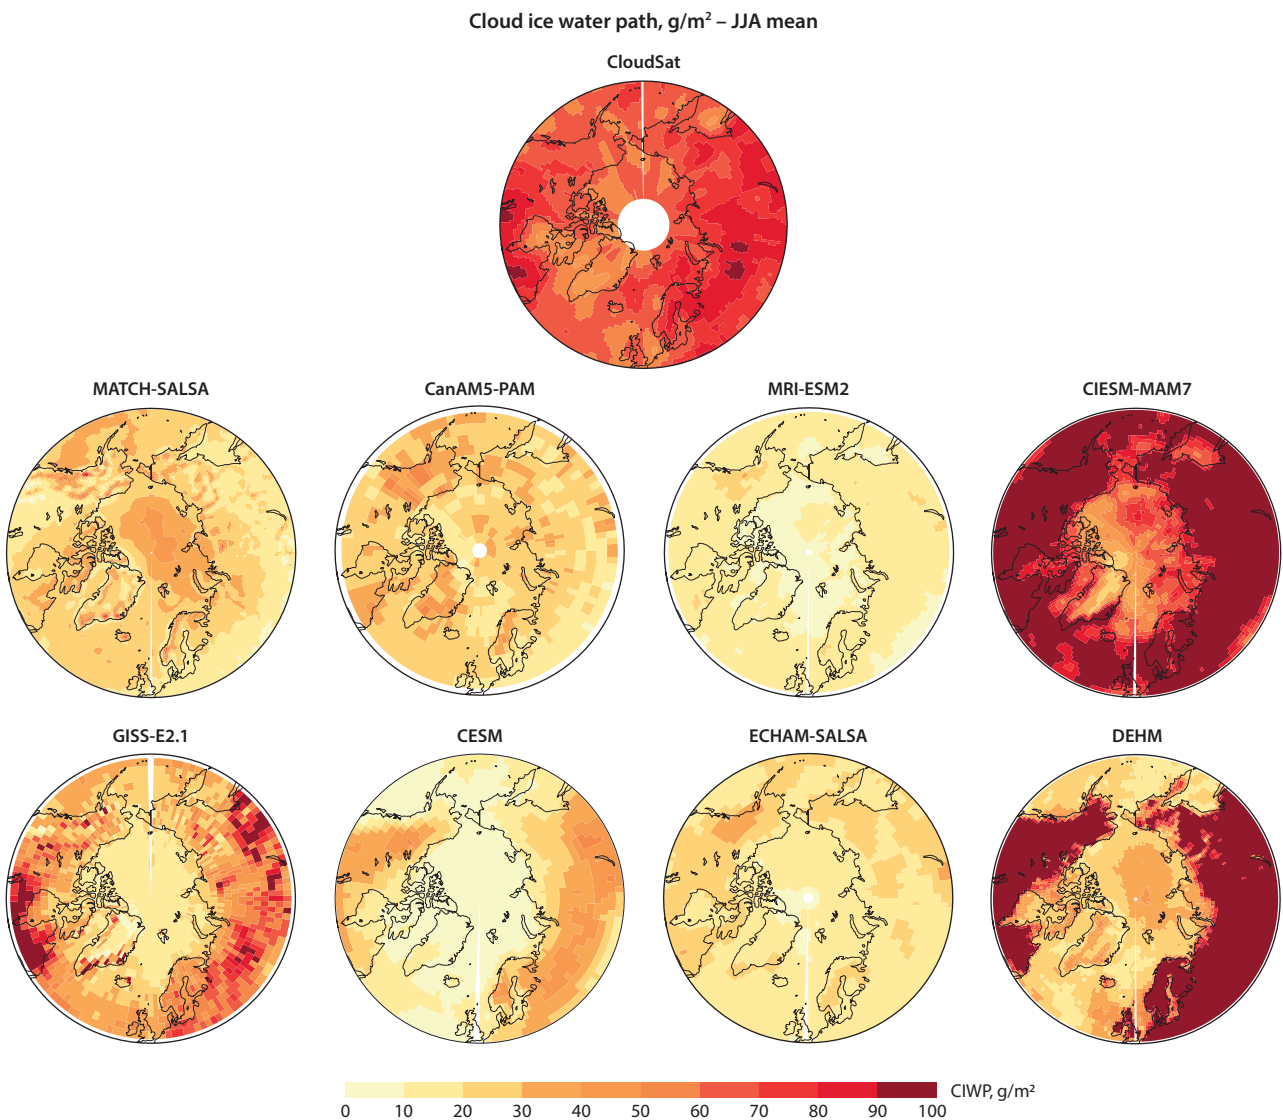 Cloud ice water path, g/m² – JJA mean
CloudSat
MATCH-SALSA
CanAM5-PAM
MRI-ESM2
CIESM-MAM7
GISS-E2.1
CESM
ECHAM-SALSA
DEHM
CIWP, g/m²
0 10 20 30 40 50 60 70 80 90 100